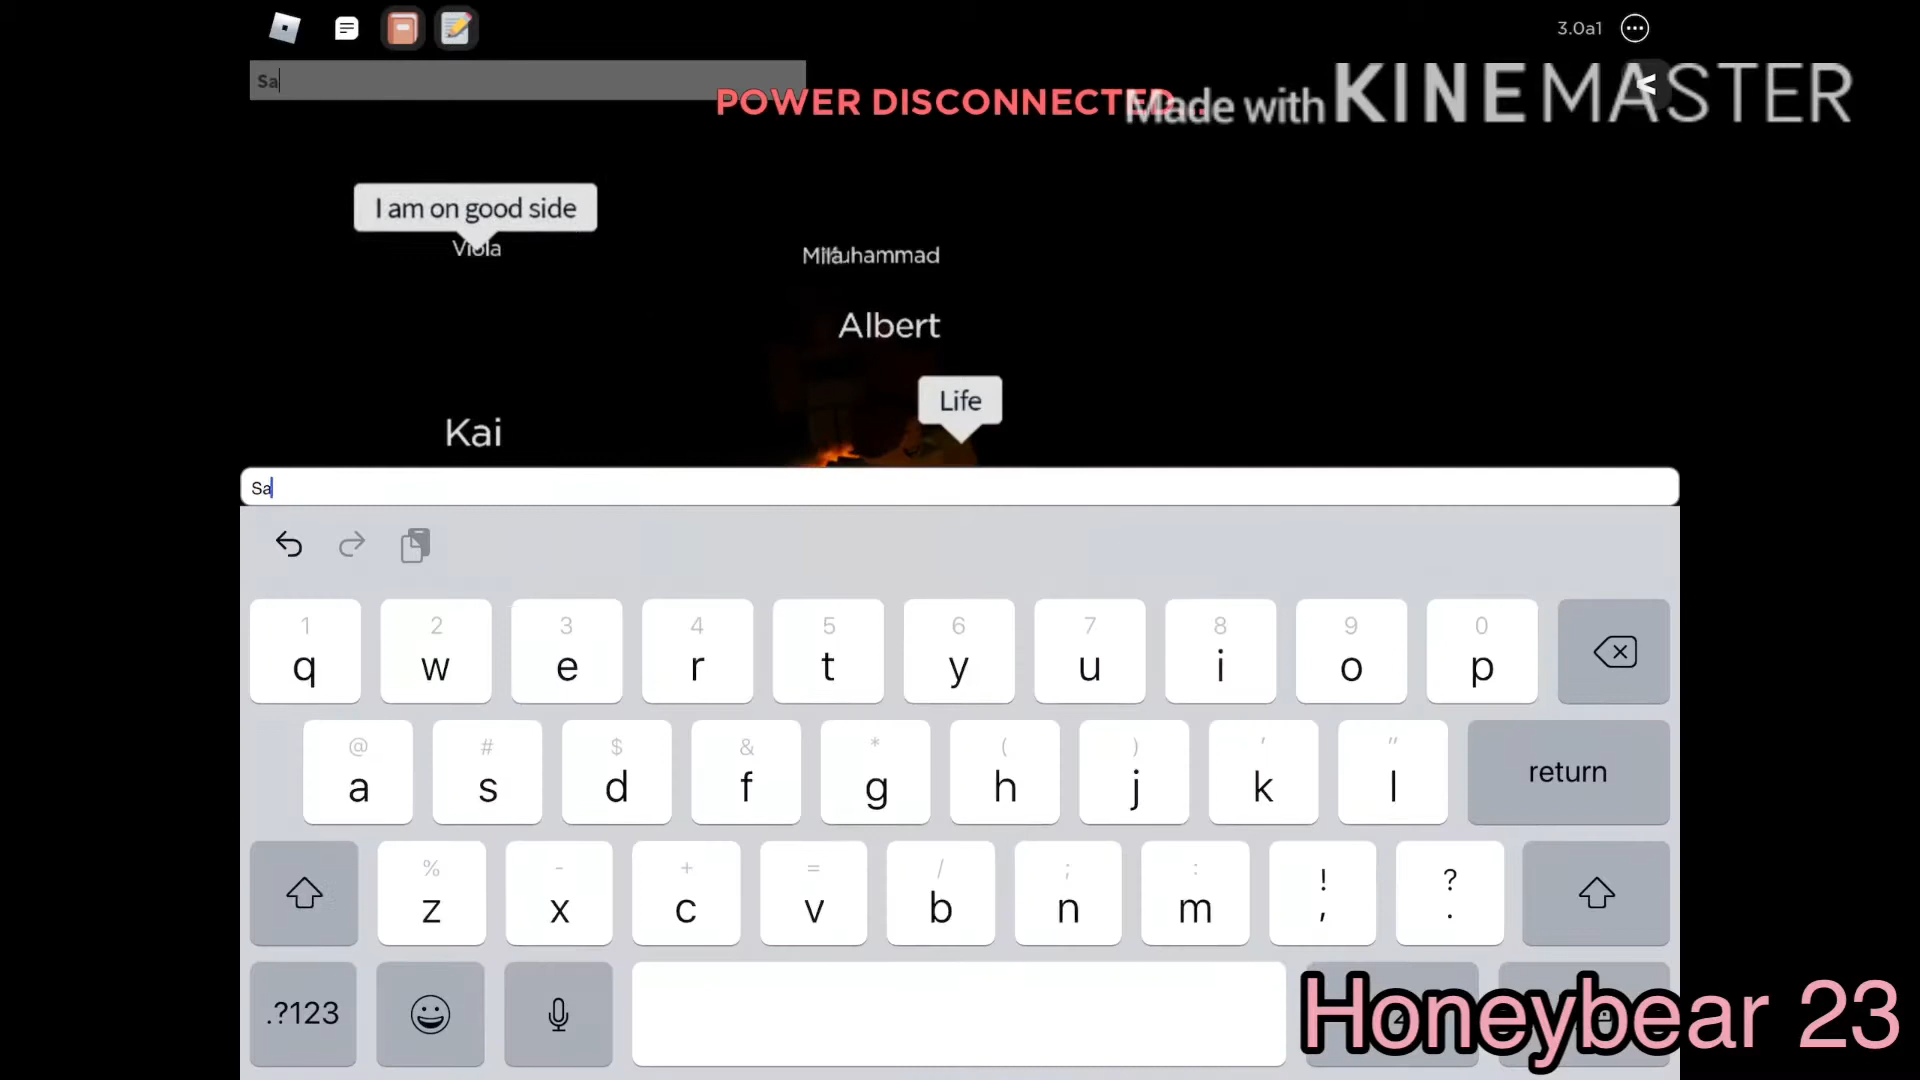 3.0a1
Sa
POWER DISCONNECTED
Made with KINEMASTER
I am on good side
Viola
Muhammad
Albert
Life
Kai
Sa
1 2 3 4 5 6 7 8 9 0
q w e r t y u i o p
@ # $ & * ( ) ' "
a s d f g h j k l return
% - + = / ; : ! ?
z x c v b n m , .
.?123
Honeybear 23